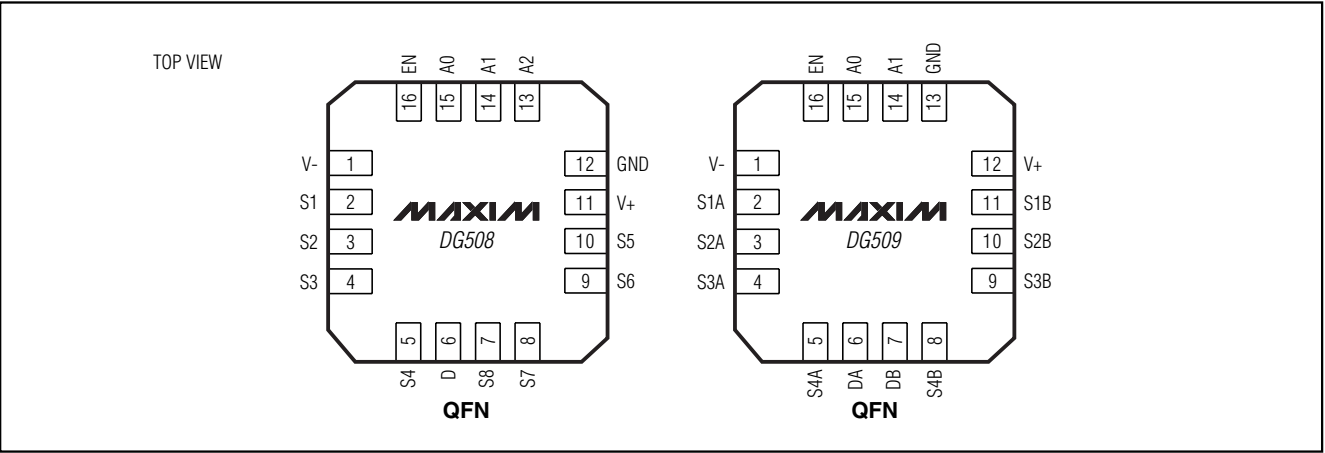 TOP VIEW
EN A0 A1 A2
16 15 14 13
V- 1 12 GND
S1 2 11 V+
S2 3 10 S5
S3 4 9 S6
MAXIM
DG508
5 6 7 8
S4 D S8 S7
QFN
EN A0 A1 GND
16 15 14 13
V- 1 12 V+
S1A 2 11 S1B
S2A 3 10 S2B
S3A 4 9 S3B
MAXIM
DG509
5 6 7 8
S4A DA DB S4B
QFN